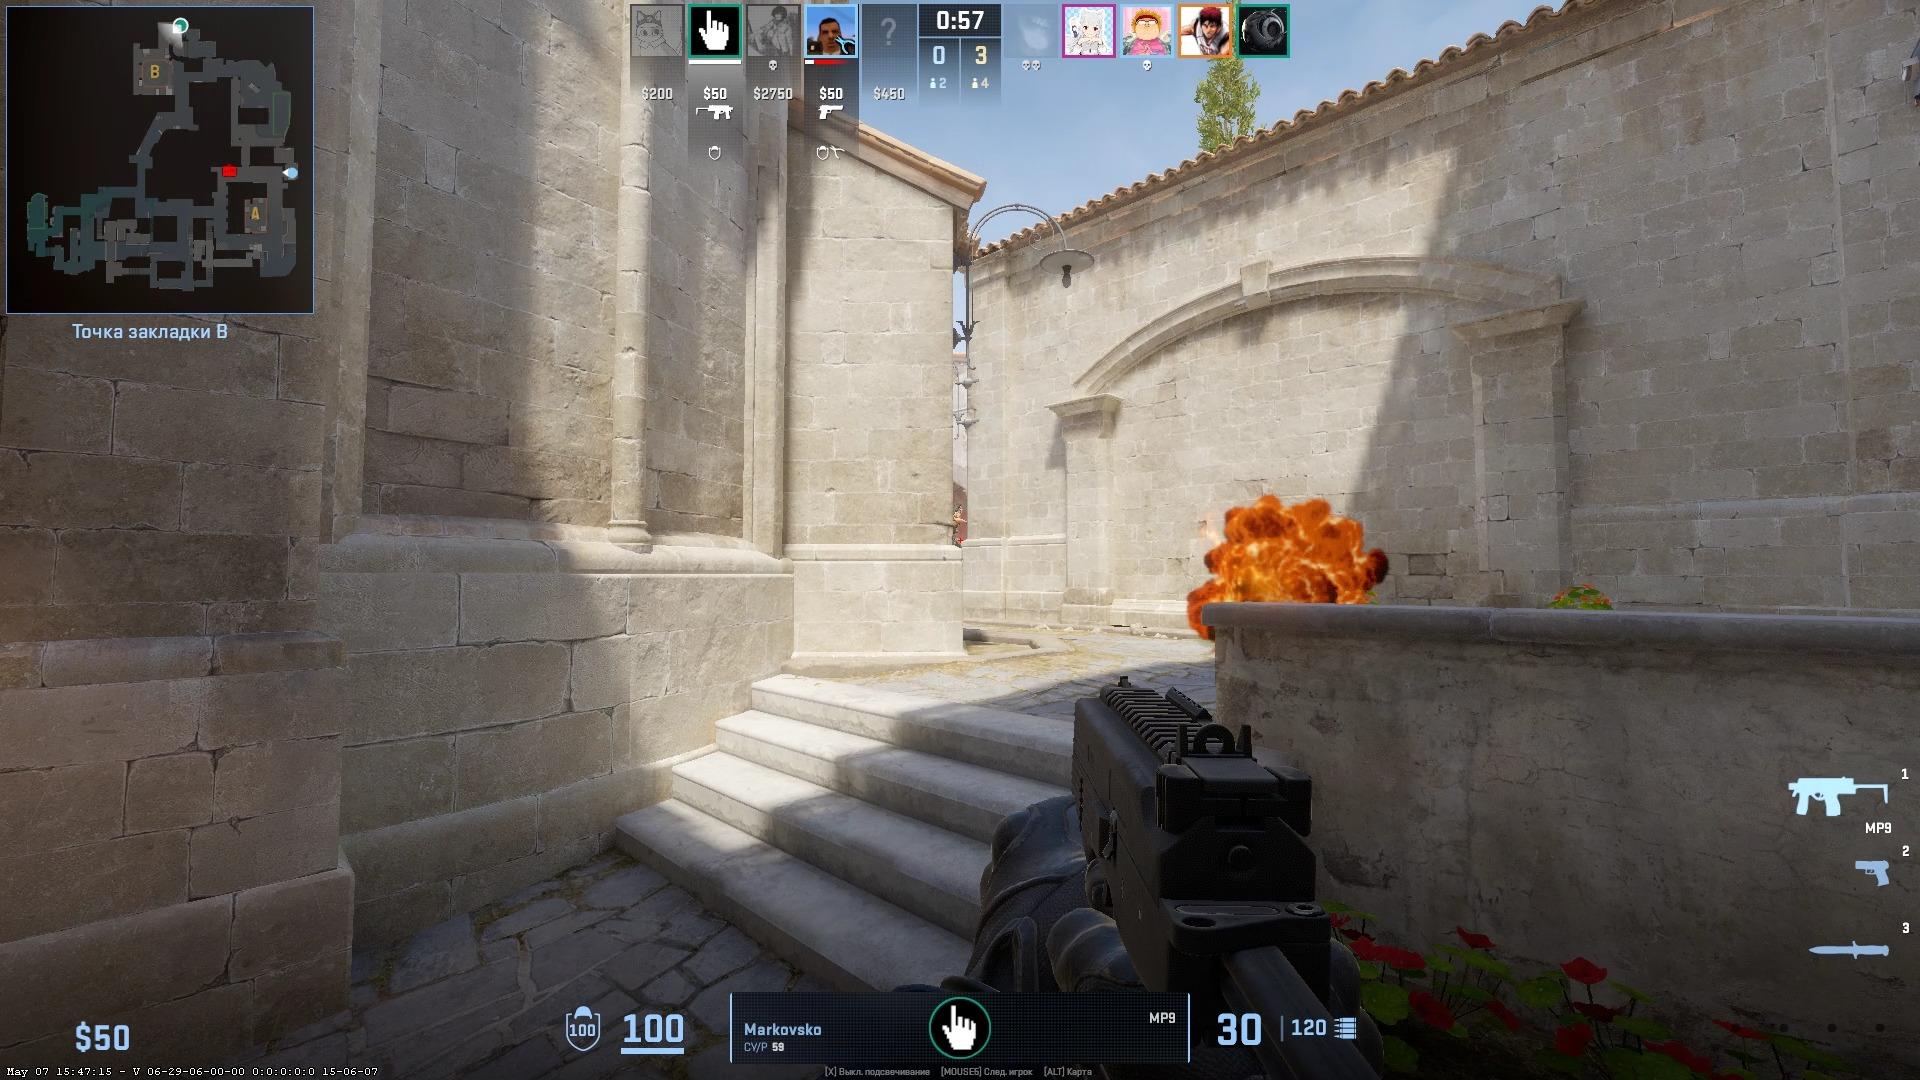 0:57
0 3
2 4
$200 $50 $2750 $50 $450
?
B
A
Точка закладки B
1
MP9
2
3
$50
100 100
Markovsko
СУ/Р 59
MP9
30 120
[X] Выкл. подсвечивание [MOUSE5] След. игрок [ALT] Карта
May 07 15:47:15 - V 06-29-06-00-00 0:0:0:0:0 15-06-07